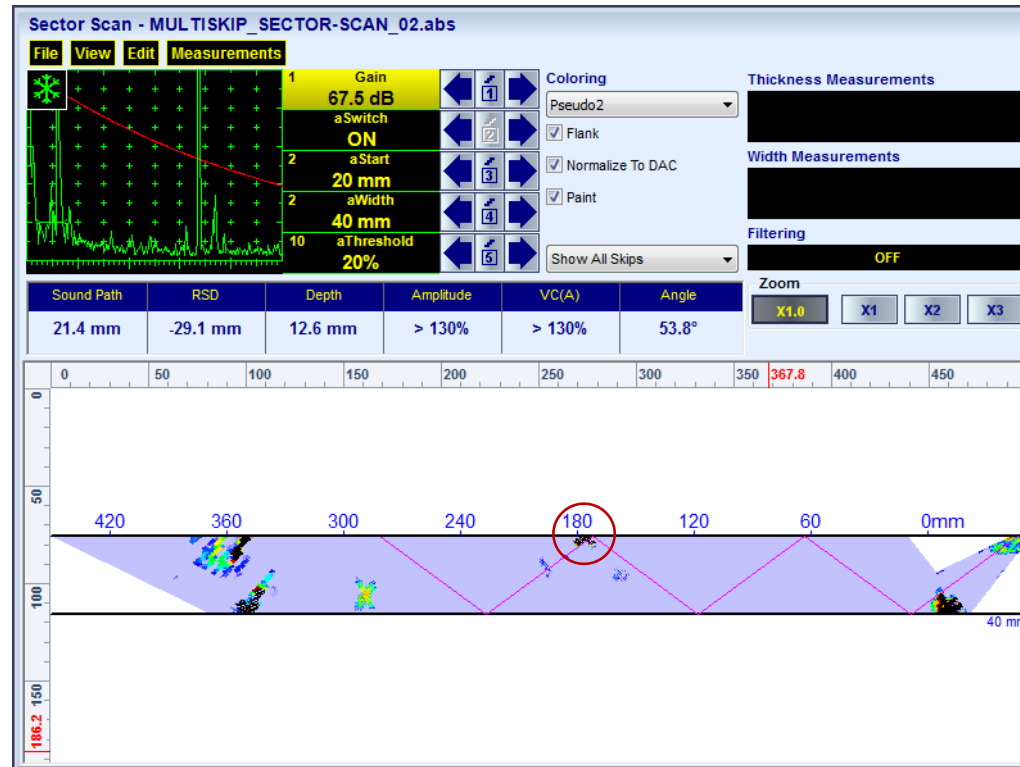 Sector Scan - MULTISKIP_SECTOR-SCAN_02.abs
File View Edit Measurements
1 Gain
67.5 dB
1
aSwitch
ON
2
2 aStart
20 mm
3
2 aWidth
40 mm
4
10 aThreshold
20%
5
Coloring
Pseudo2
Flank
Normalize To DAC
Paint
Show All Skips
Thickness Measurements
Width Measurements
Filtering
OFF
Zoom
X1.0 X1 X2 X3
Sound Path RSD Depth Amplitude VC(A) Angle
21.4 mm -29.1 mm 12.6 mm > 130% > 130% 53.8°
0 50 100 150 200 250 300 350 367.8 400 450
0
50
420 360 300 240 180 120 60 0mm
100
40 mm
150
186.2